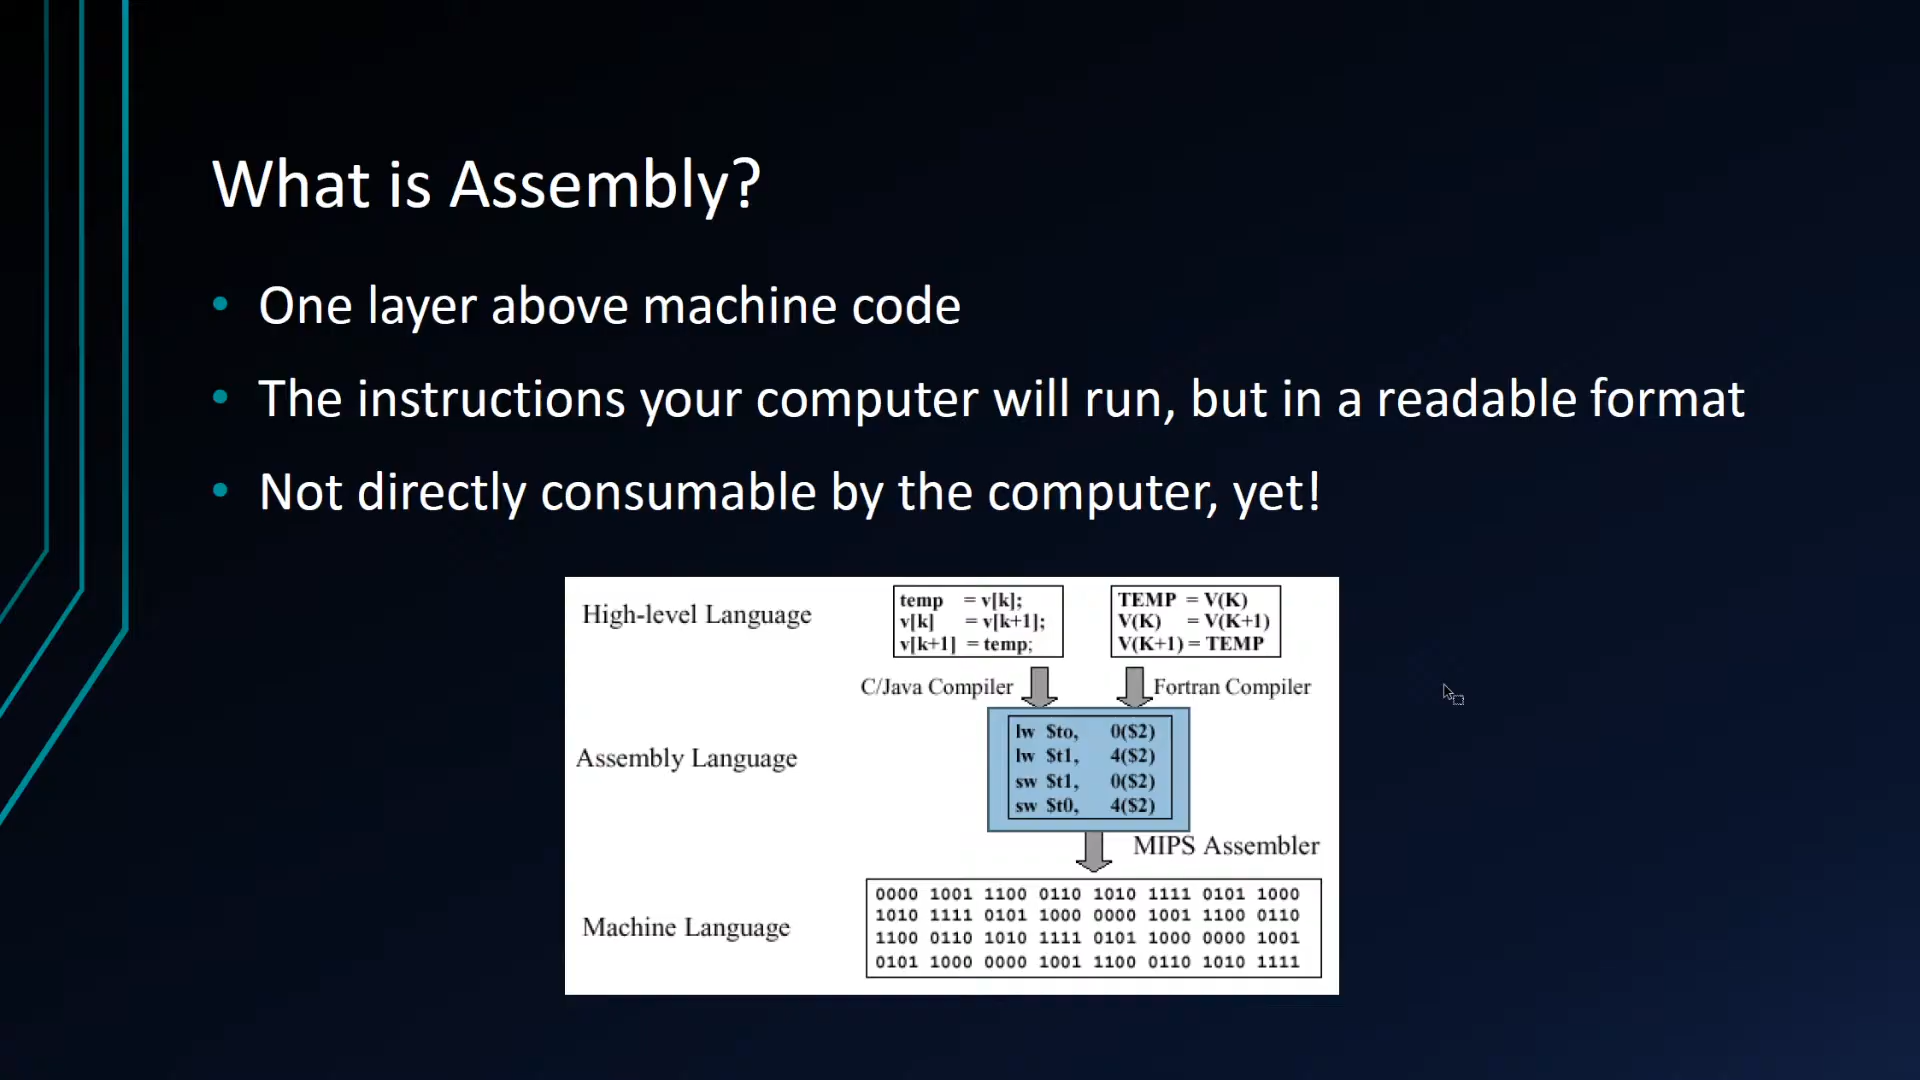 What is Assembly?
• One layer above machine code
• The instructions your computer will run, but in a readable format
• Not directly consumable by the computer, yet!
High-level Language
temp = v[k];
v[k] = v[k+1];
v[k+1] = temp;
TEMP = V(K)
V(K) = V(K+1)
V(K+1) = TEMP
C/Java Compiler
Fortran Compiler
Assembly Language
lw $to, 0($2)
lw $t1, 4($2)
sw $t1, 0($2)
sw $t0, 4($2)
MIPS Assembler
Machine Language
0000 1001 1100 0110 1010 1111 0101 1000
1010 1111 0101 1000 0000 1001 1100 0110
1100 0110 1010 1111 0101 1000 0000 1001
0101 1000 0000 1001 1100 0110 1010 1111